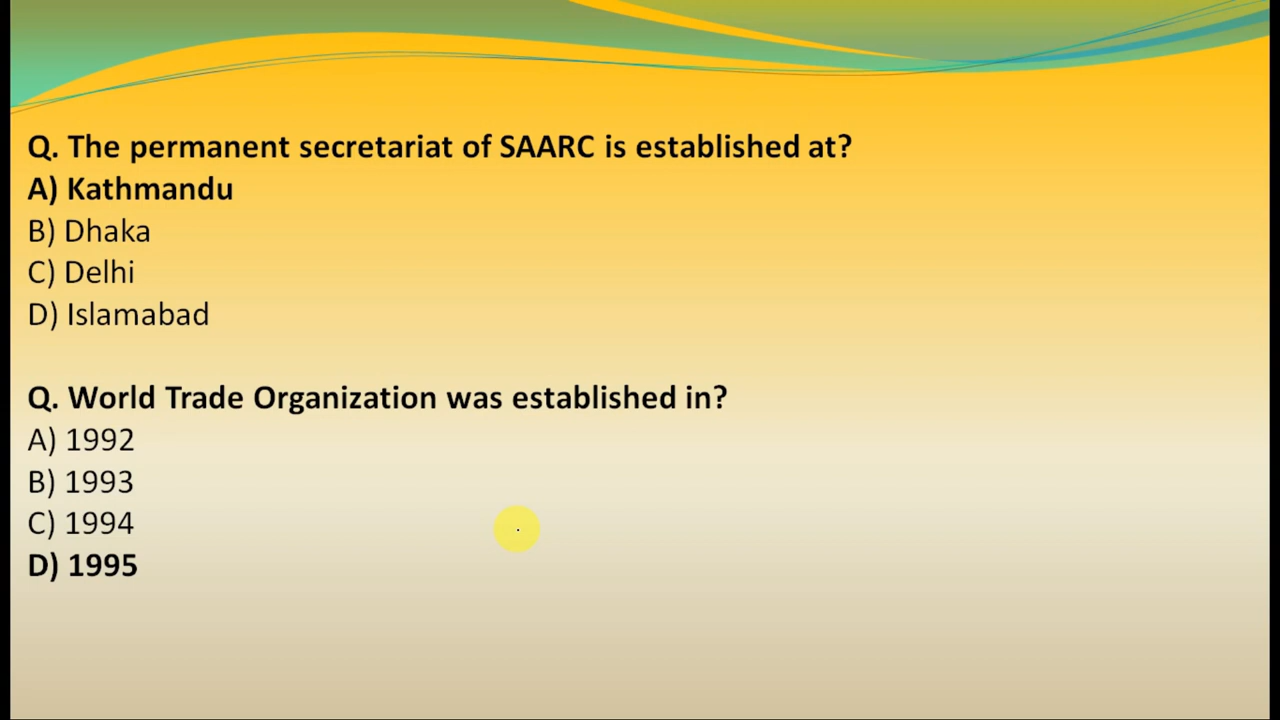 Q. The permanent secretariat of SAARC is established at?
A) Kathmandu
B) Dhaka
C) Delhi
D) Islamabad
Q. World Trade Organization was established in?
A) 1992
B) 1993
C) 1994
D) 1995